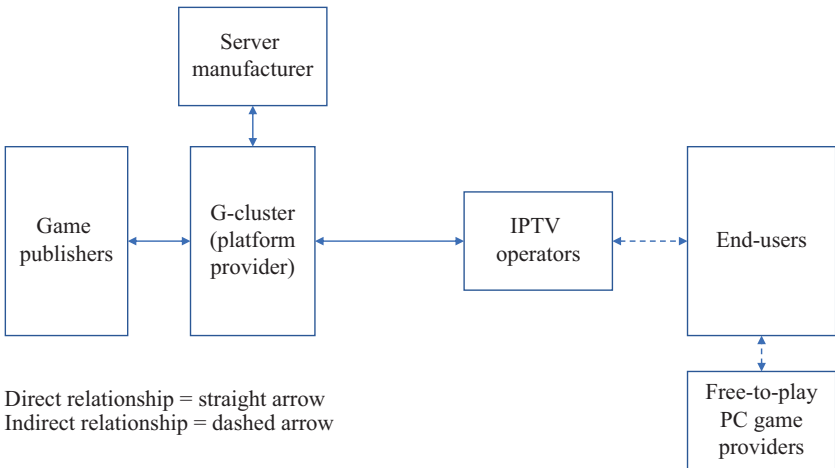 Server
manufacturer
Game
publishers
G-cluster
(platform
provider)
IPTV
operators
End-users
Direct relationship = straight arrow
Indirect relationship = dashed arrow
Free-to-play
PC game
providers